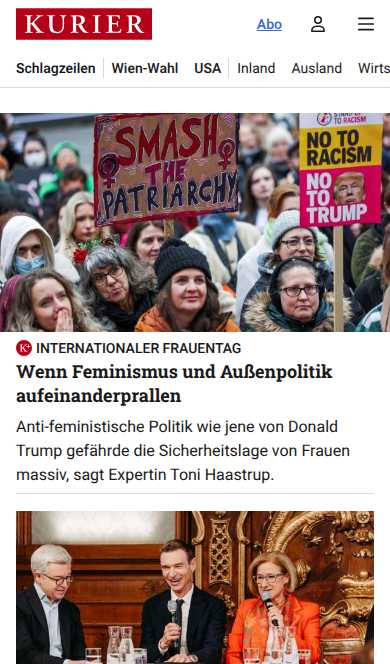 KURIER
Abo
Schlagzeilen
Wien-Wahl
USA
Inland
Ausland
Wirts
SMASH
THE
PATRIARCHY
TO RACISM
NO TO
RACISM
NO
TO
TRUMP
K+ INTERNATIONALER FRAUENTAG
Wenn Feminismus und Außenpolitik
aufeinanderprallen
Anti-feministische Politik wie jene von Donald
Trump gefährde die Sicherheitslage von Frauen
massiv, sagt Expertin Toni Haastrup.